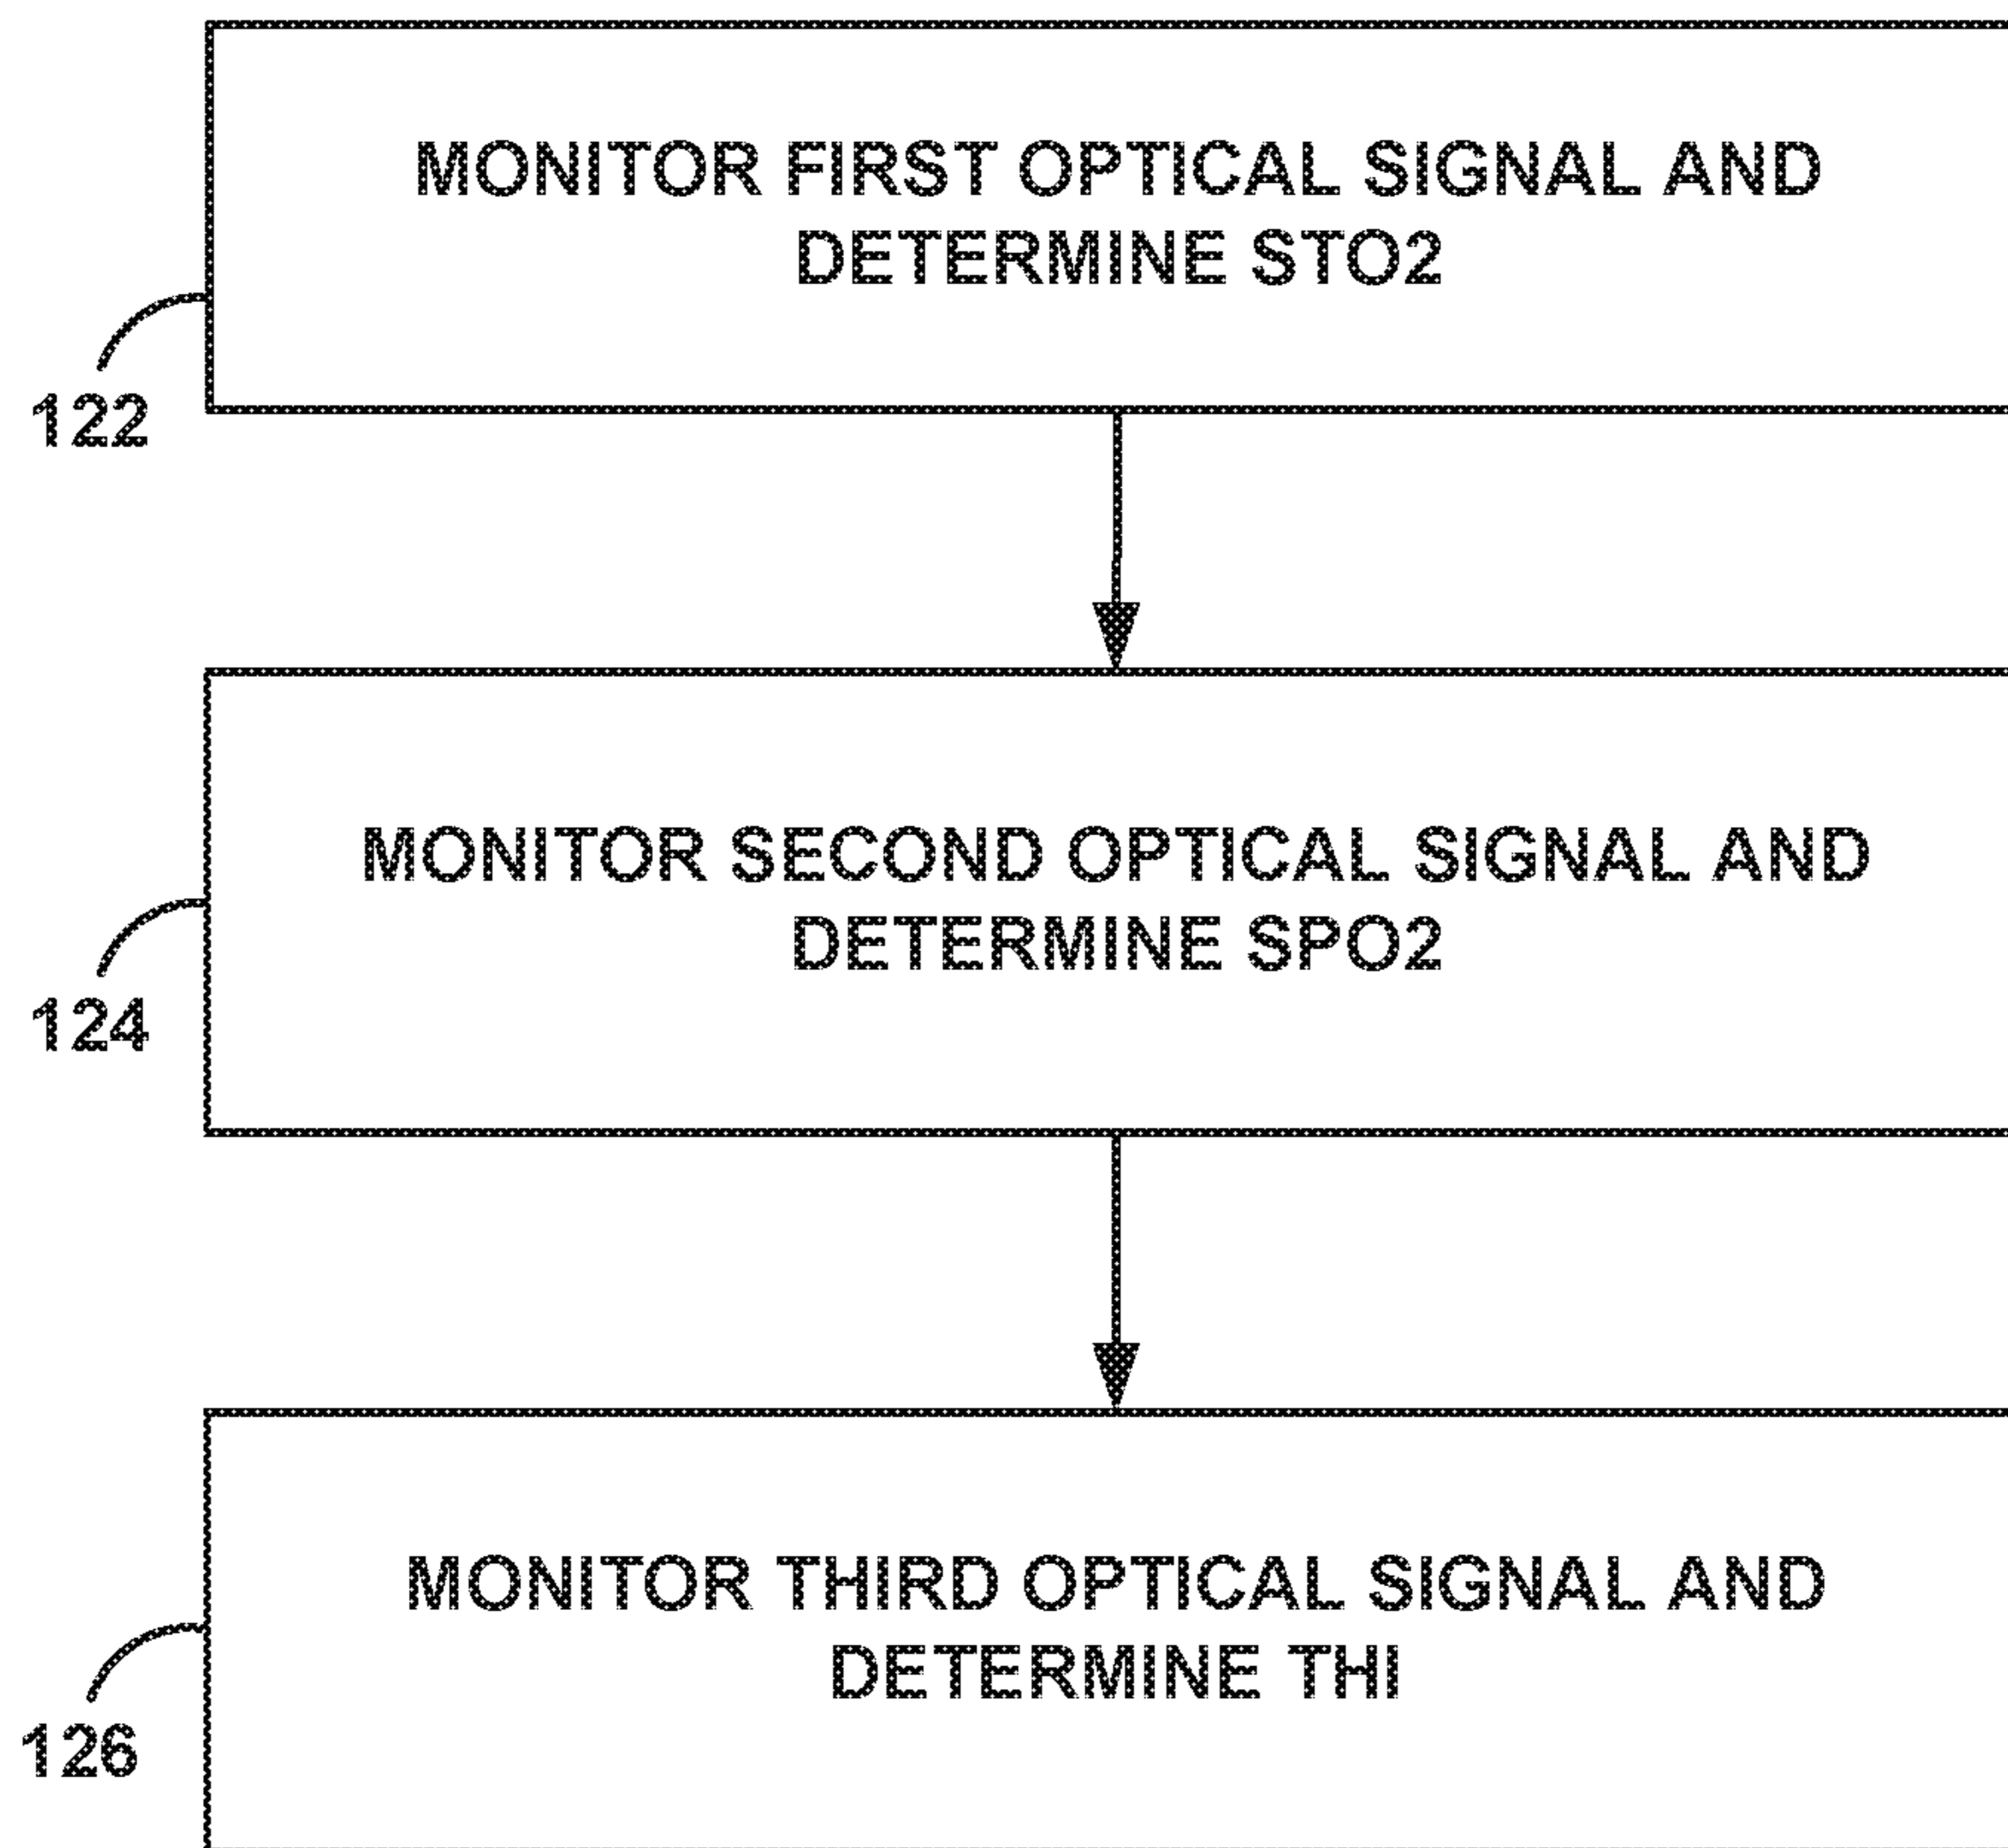 MONITOR FIRST OPTICAL SIGNAL AND
DETERMINE STO2
122
MONITOR SECOND OPTICAL SIGNAL AND
DETERMINE SPO2
124
MONITOR THIRD OPTICAL SIGNAL AND
DETERMINE THI
126